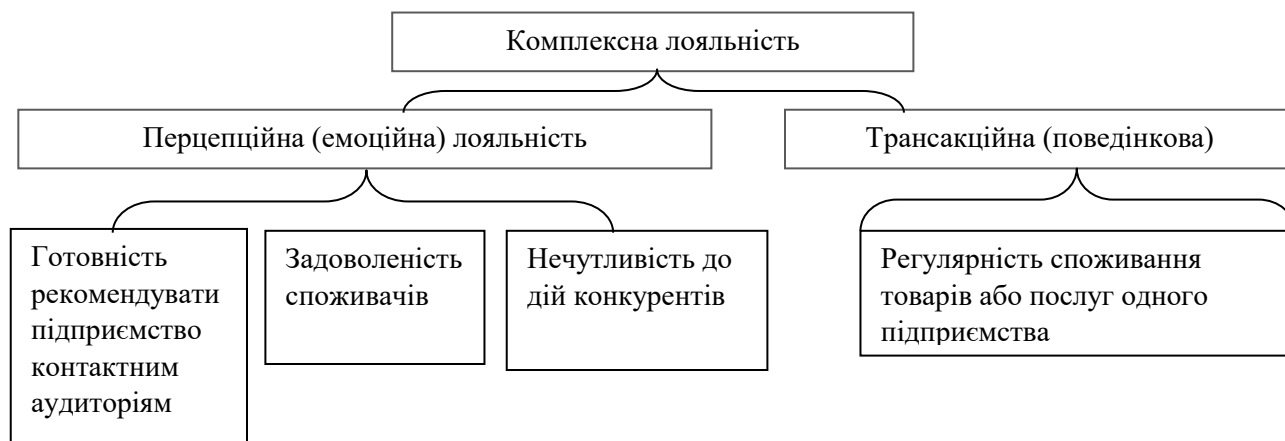 Комплексна лояльність
Перцепційна (емоційна) лояльність
Трансакційна (поведінкова)
Готовність
рекомендувати
підприємство
контактним
аудиторіям
Задоволеність
споживачів
Нечутливість до
дій конкурентів
Регулярність споживання
товарів або послуг одного
підприємства